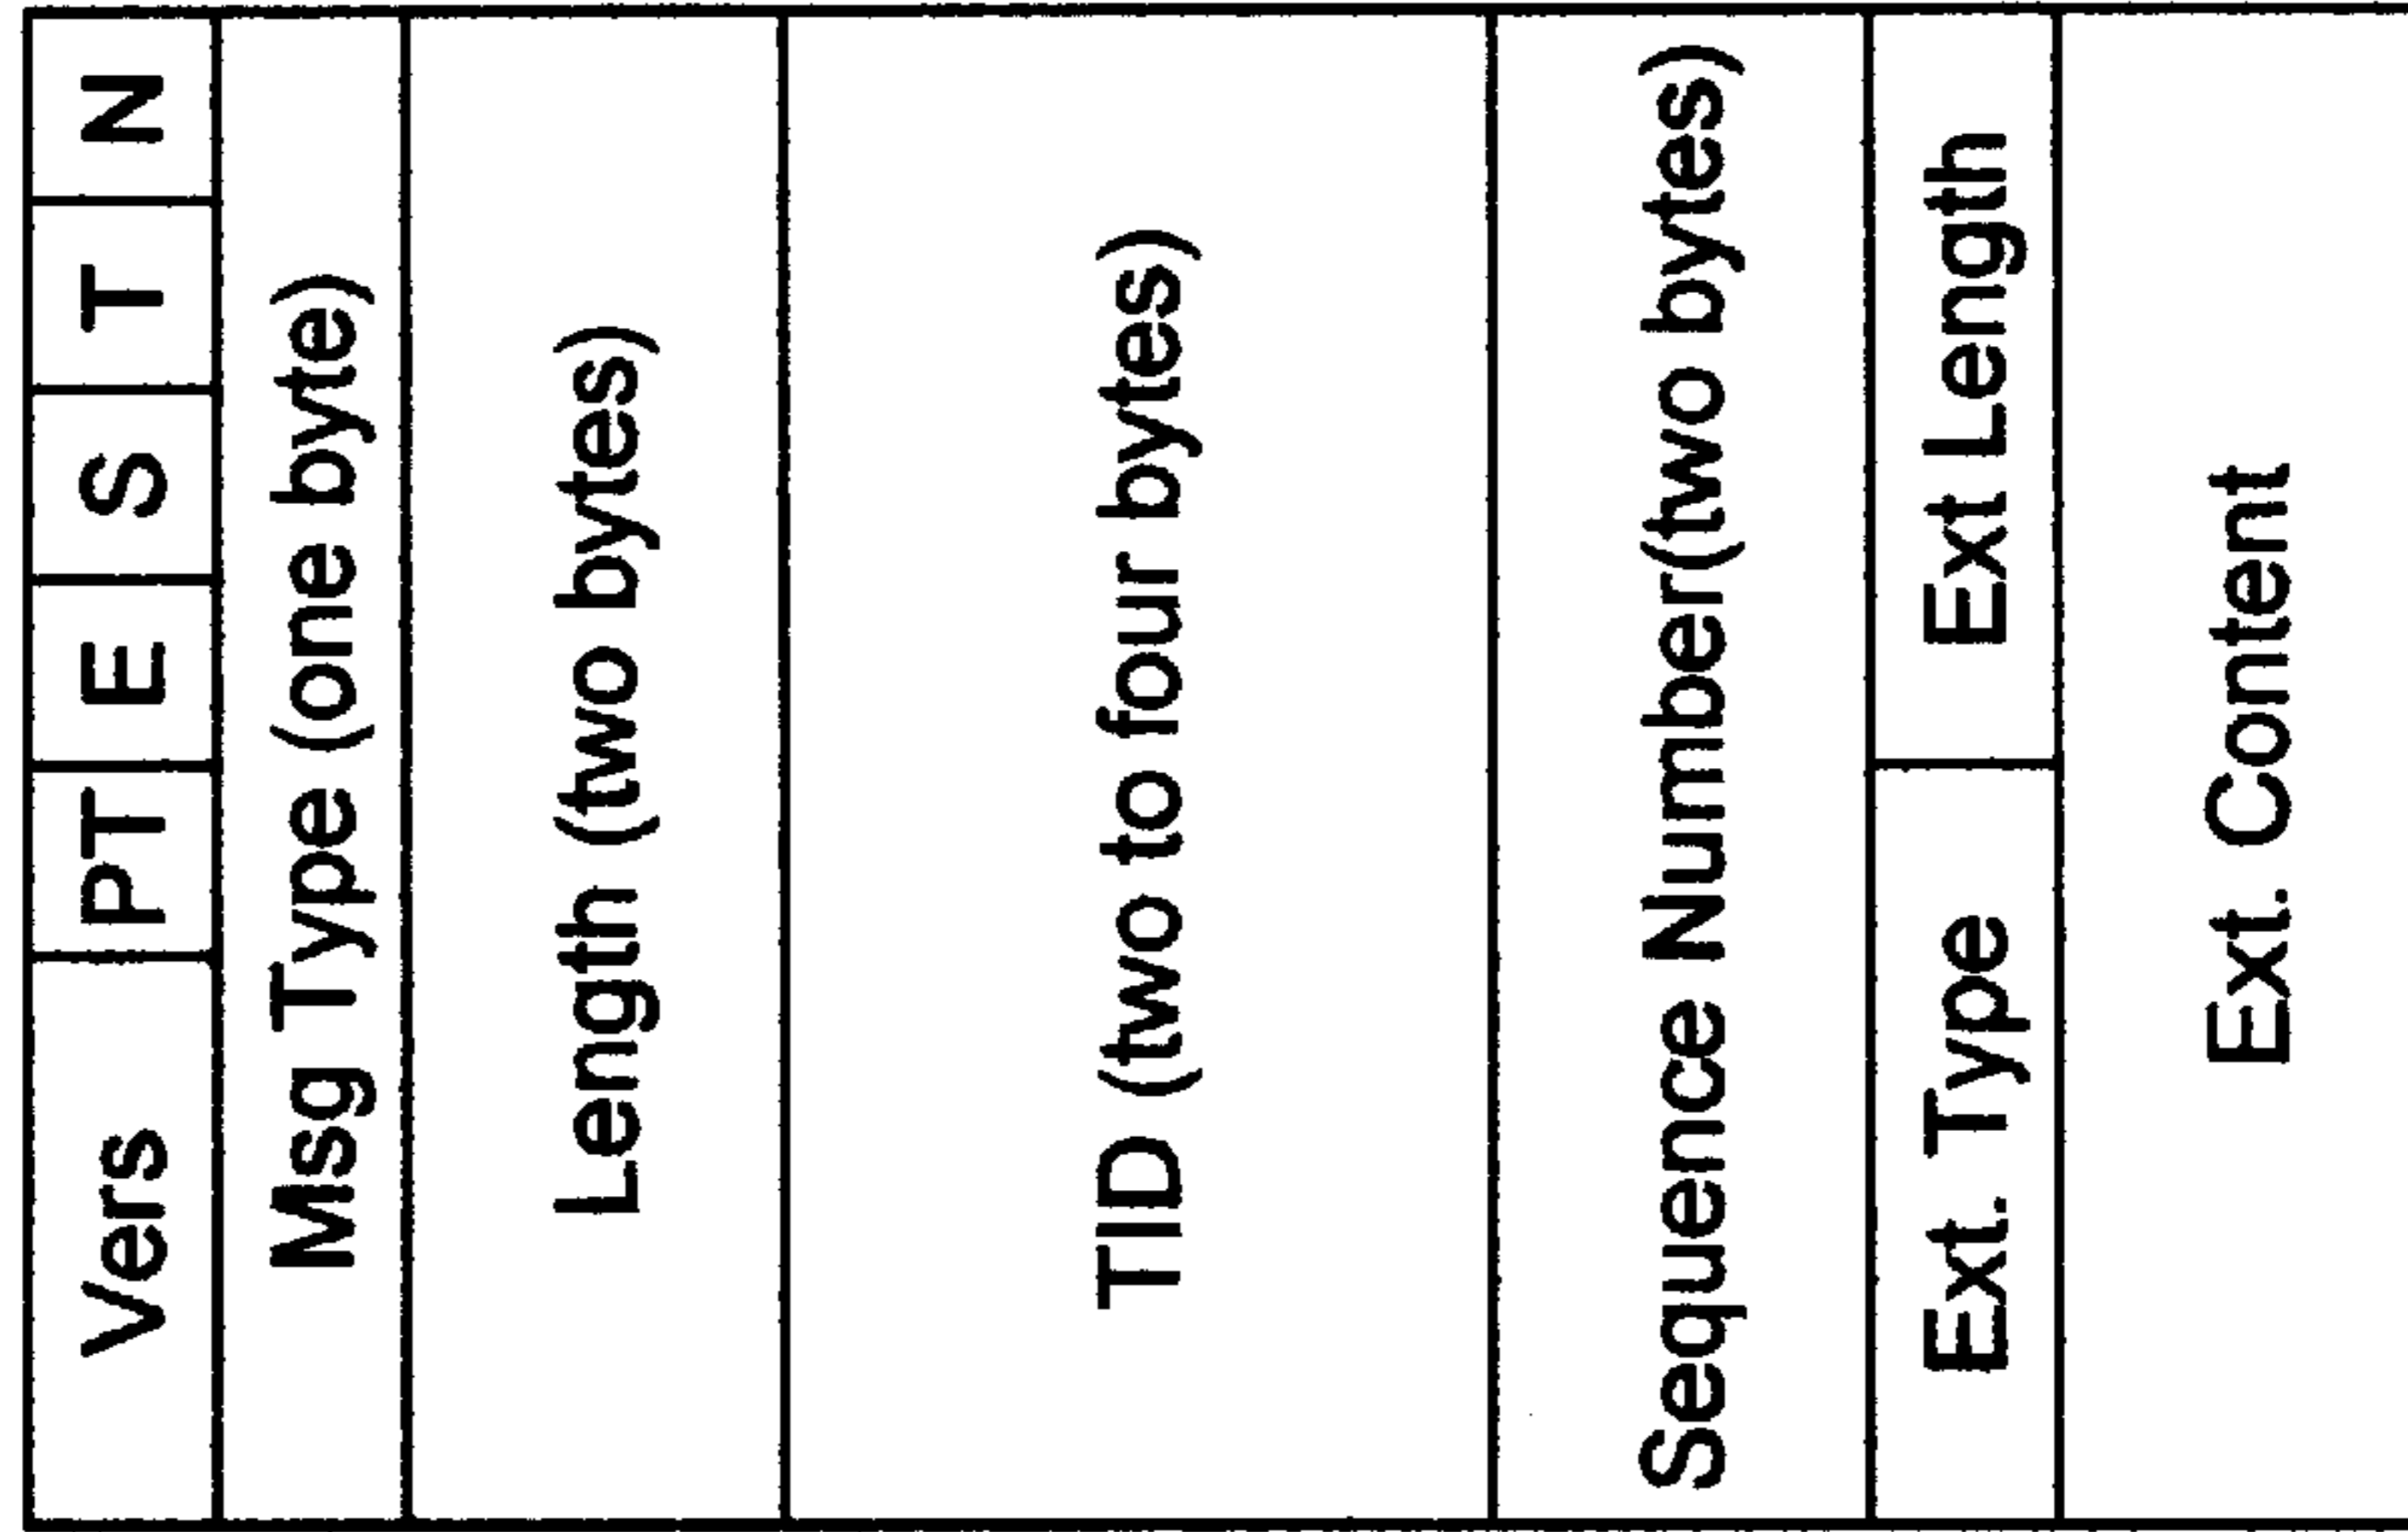 Vers PT E S T N
Msg Type (one byte)
Length (two bytes)
TID (two to four bytes)
Sequence Number(two bytes)
Ext. Type Ext Length
Ext. Content